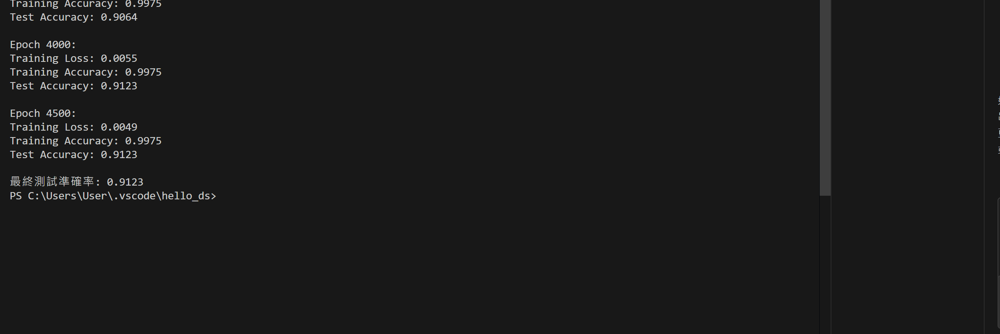 Training Accuracy: 0.9975
Test Accuracy: 0.9064
Epoch 4000:
Training Loss: 0.0055
Training Accuracy: 0.9975
Test Accuracy: 0.9123
Epoch 4500:
Training Loss: 0.0049
Training Accuracy: 0.9975
Test Accuracy: 0.9123
最終測試準確率: 0.9123
PS C:\Users\User\.vscode\hello_ds>